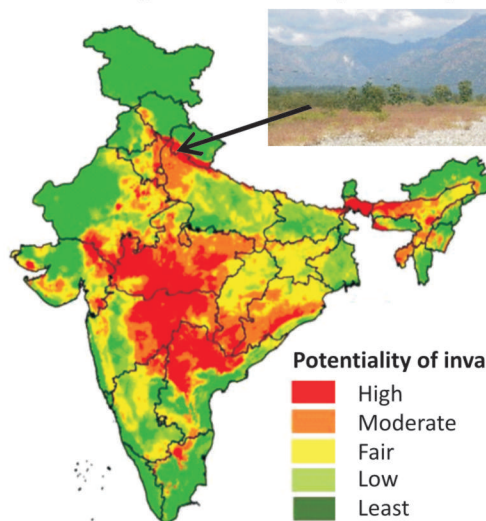 Potentiality of inva
High
Moderate
Fair
Low
Least